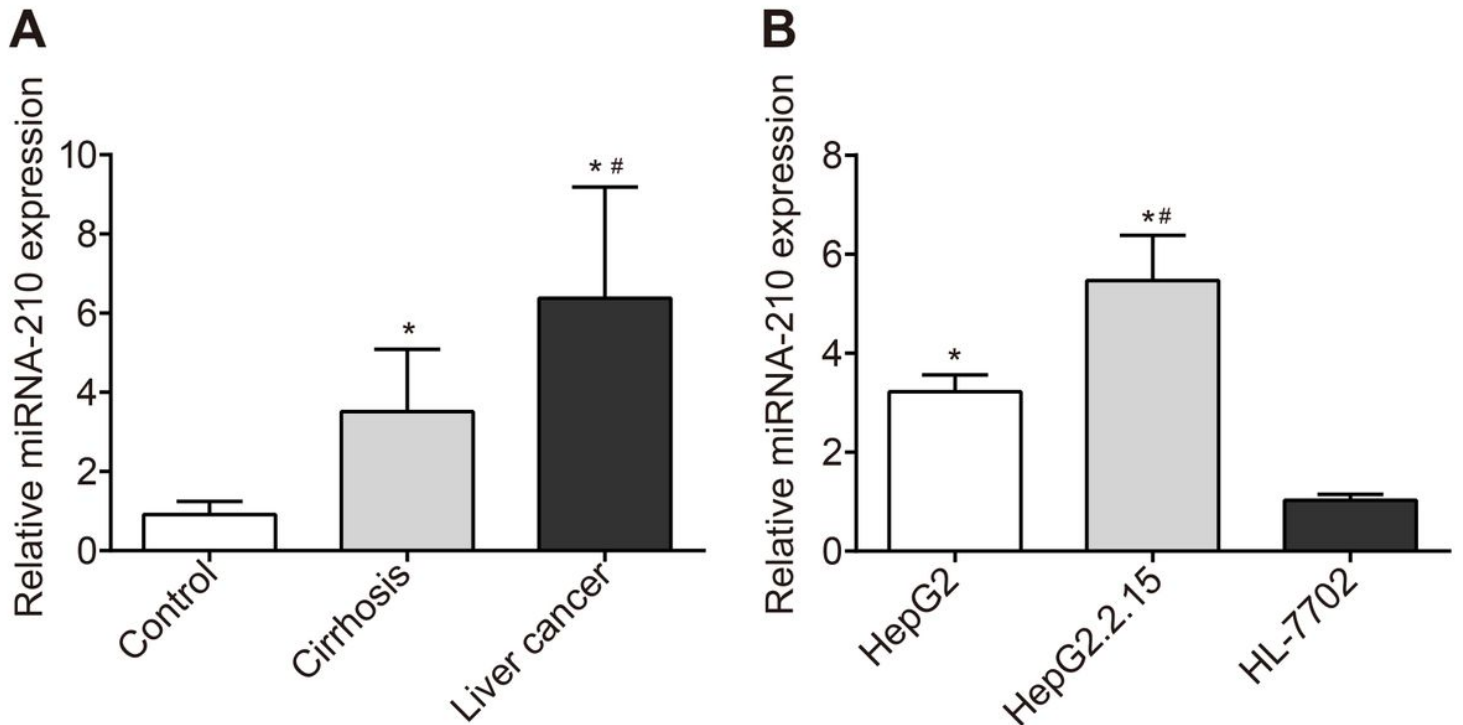 A
Relative miRNA-210 expression
10
8
6
4
2
0
*
* #
Control
Cirrhosis
Liver cancer
B
Relative miRNA-210 expression
8
6
4
2
0
*
*#
HepG2
HepG2.2.15
HL-7702